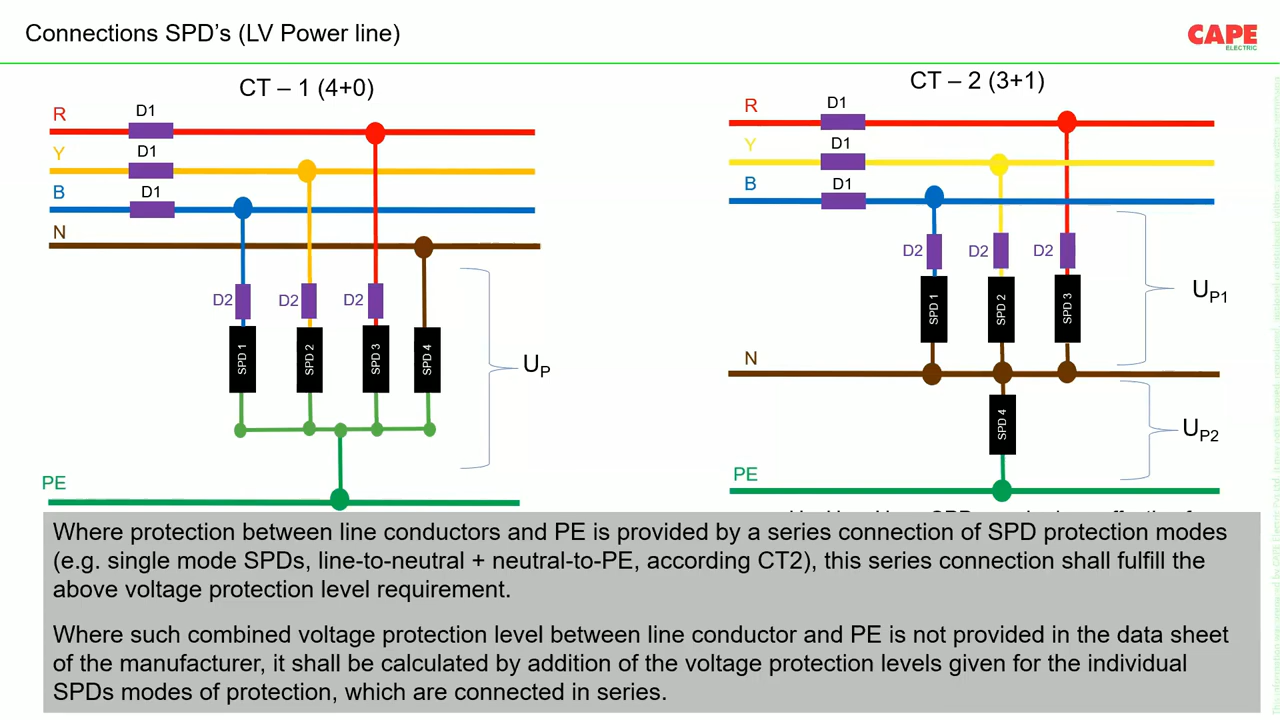 Connections SPD’s (LV Power line)
CAPE
ELECTRIC
CT – 1 (4+0)
R
D1
Y
D1
B
D1
N
D2
D2
D2
SPD 1
SPD 2
SPD 3
SPD 4
UP
PE
CT – 2 (3+1)
R
D1
Y
D1
B
D1
D2
D2
D2
SPD 1
SPD 2
SPD 3
UP1
N
SPD 4
UP2
PE
Where protection between line conductors and PE is provided by a series connection of SPD protection modes
(e.g. single mode SPDs, line-to-neutral + neutral-to-PE, according CT2), this series connection shall fulfill the
above voltage protection level requirement.
Where such combined voltage protection level between line conductor and PE is not provided in the data sheet
of the manufacturer, it shall be calculated by addition of the voltage protection levels given for the individual
SPDs modes of protection, which are connected in series.